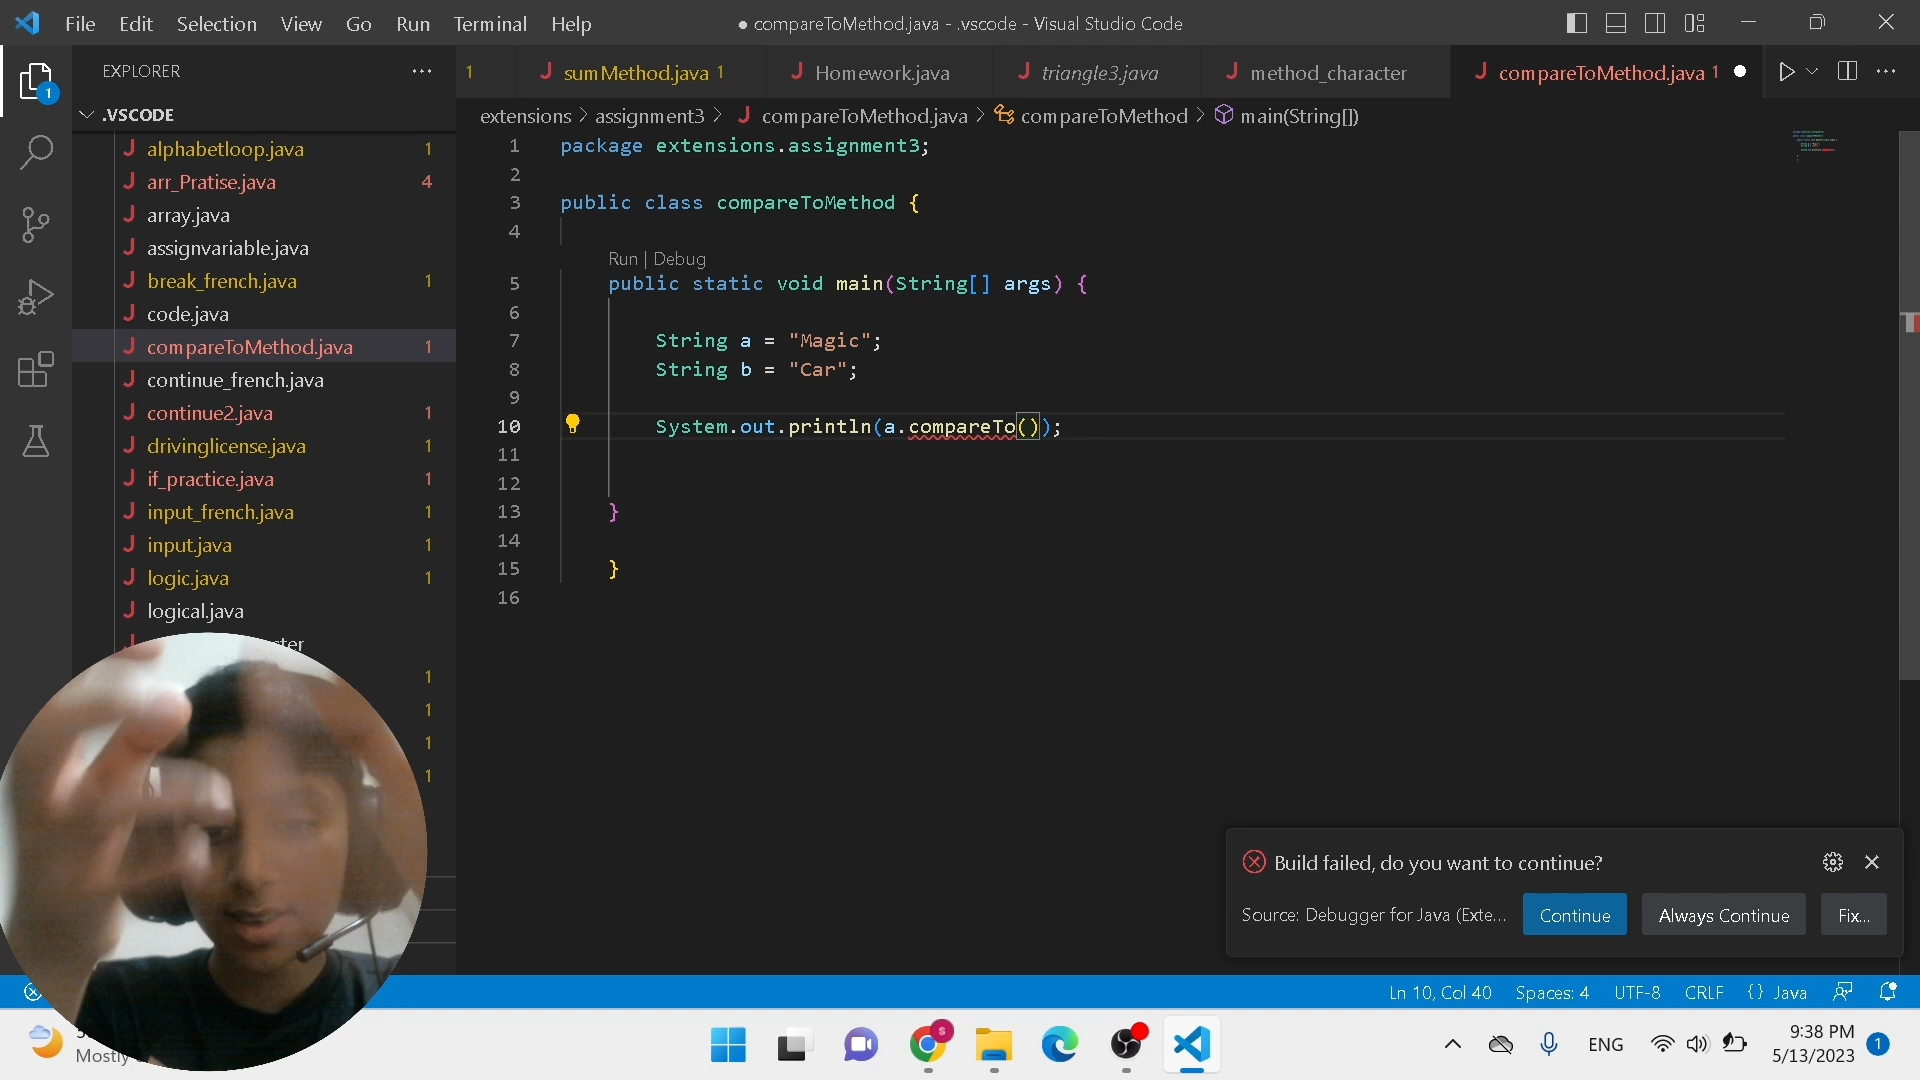 File Edit Selection View Go Run Terminal Help
● compareToMethod.java - .vscode - Visual Studio Code
EXPLORER
1
sumMethod.java 1
Homework.java
triangle3.java
method_character
compareToMethod.java 1
.VSCODE
extensions > assignment3 > compareToMethod.java > compareToMethod > main(String[])
alphabetloop.java 1
arr_Pratise.java 4
array.java
assignvariable.java
break_french.java 1
code.java
compareToMethod.java 1
continue_french.java
continue2.java 1
drivinglicense.java 1
if_practice.java 1
input_french.java 1
input.java 1
logic.java 1
logical.java
ter
1
1
1
1
1 package extensions.assignment3;
2
3 public class compareToMethod {
4
Run | Debug
5 public static void main(String[] args) {
6
7 String a = "Magic";
8 String b = "Car";
9
10 System.out.println(a.compareTo());
11
12
13 }
14
15 }
16
Build failed, do you want to continue?
Source: Debugger for Java (Exte...
Continue
Always Continue
Fix...
Ln 10, Col 40 Spaces: 4 UTF-8 CRLF {} Java
Mostly
S
ENG
9:38 PM
5/13/2023
1